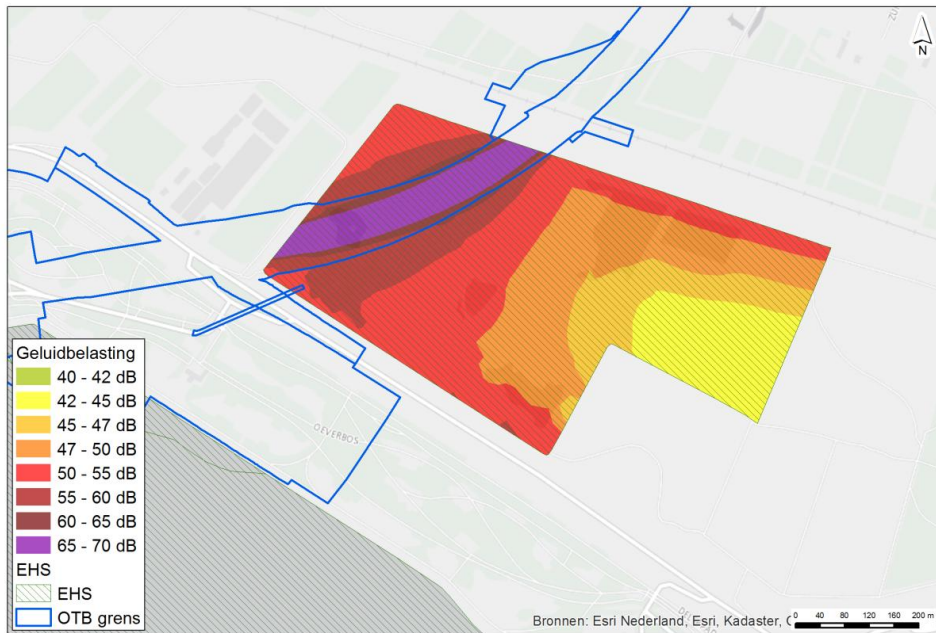 N
Geluidbelasting
40 - 42 dB
42 - 45 dB
45 - 47 dB
47 - 50 dB
50 - 55 dB
55 - 60 dB
60 - 65 dB
65 - 70 dB
EHS
EHS
OTB grens
OEVERBOS
Bronnen: Esri Nederland, Esri, Kadaster,
0 40 80 120 160 200 m